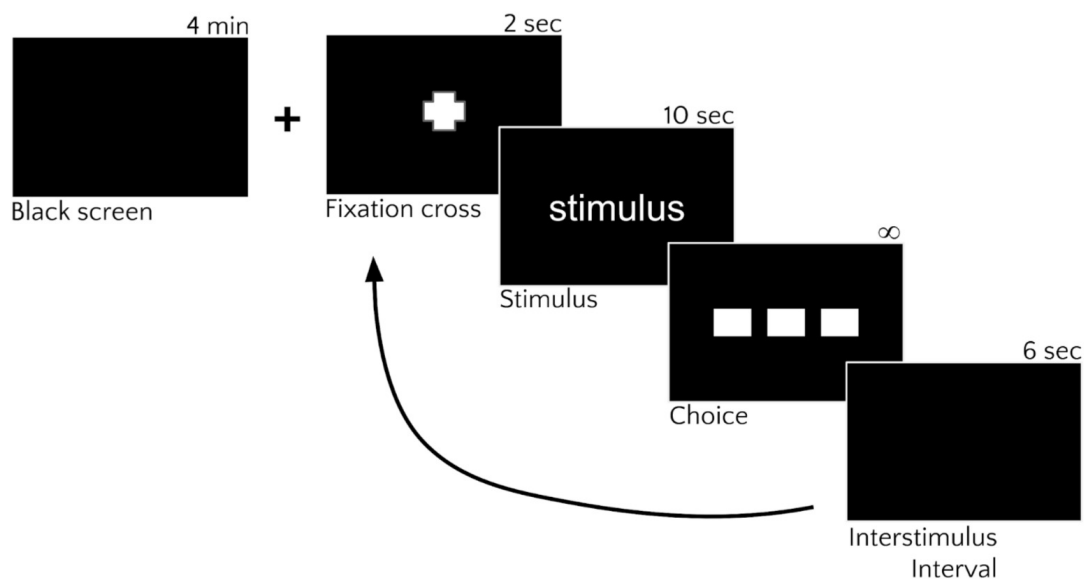 4 min
Black screen
+
2 sec
Fixation cross
10 sec
stimulus
Stimulus
∞
Choice
6 sec
Interstimulus
Interval